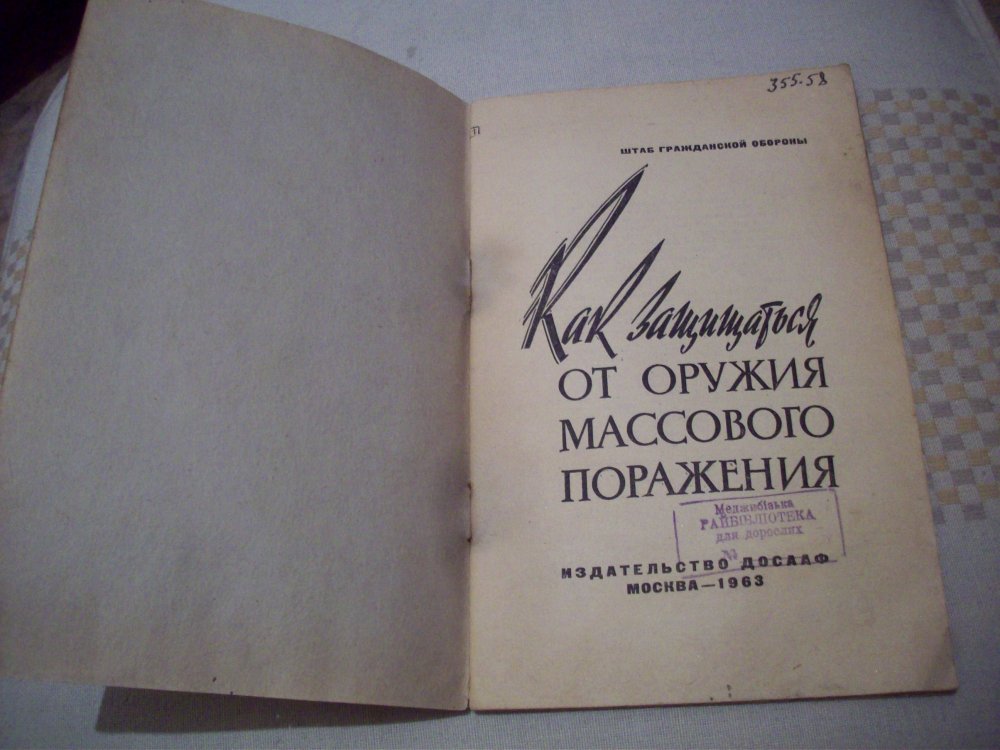 355.58
ШТАБ ГРАЖДАНСКОЙ ОБОРОНЫ
Как защищаться
ОТ ОРУЖИЯ
МАССОВОГО
ПОРАЖЕНИЯ
Меджибізька
РАЙБІБЛІОТЕКА
для дорослих
№
ИЗДАТЕЛЬСТВО ДОСААФ
МОСКВА—1963